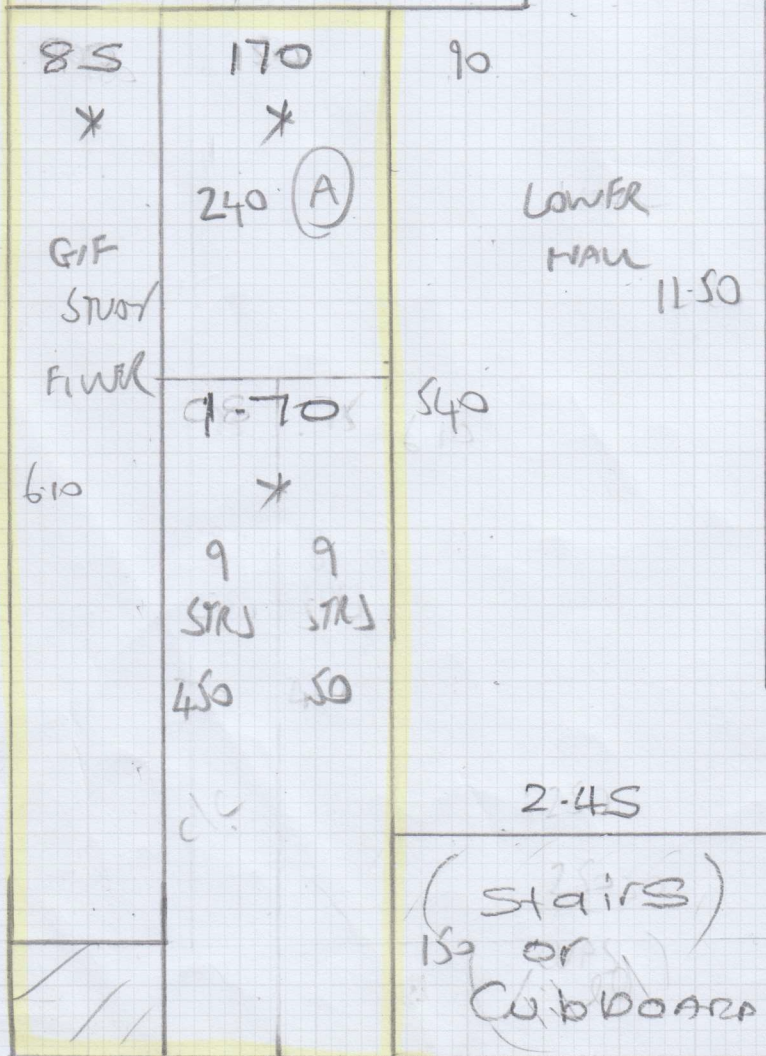 85
*
G/F
STUDY
FILLER
6.10
170
*
240 (A)
1.70
*
9 9
STRS STRS
450 50
90
LOWER
HALL
11.50
540
2.45
(Stairs)
150 or
CubboARD